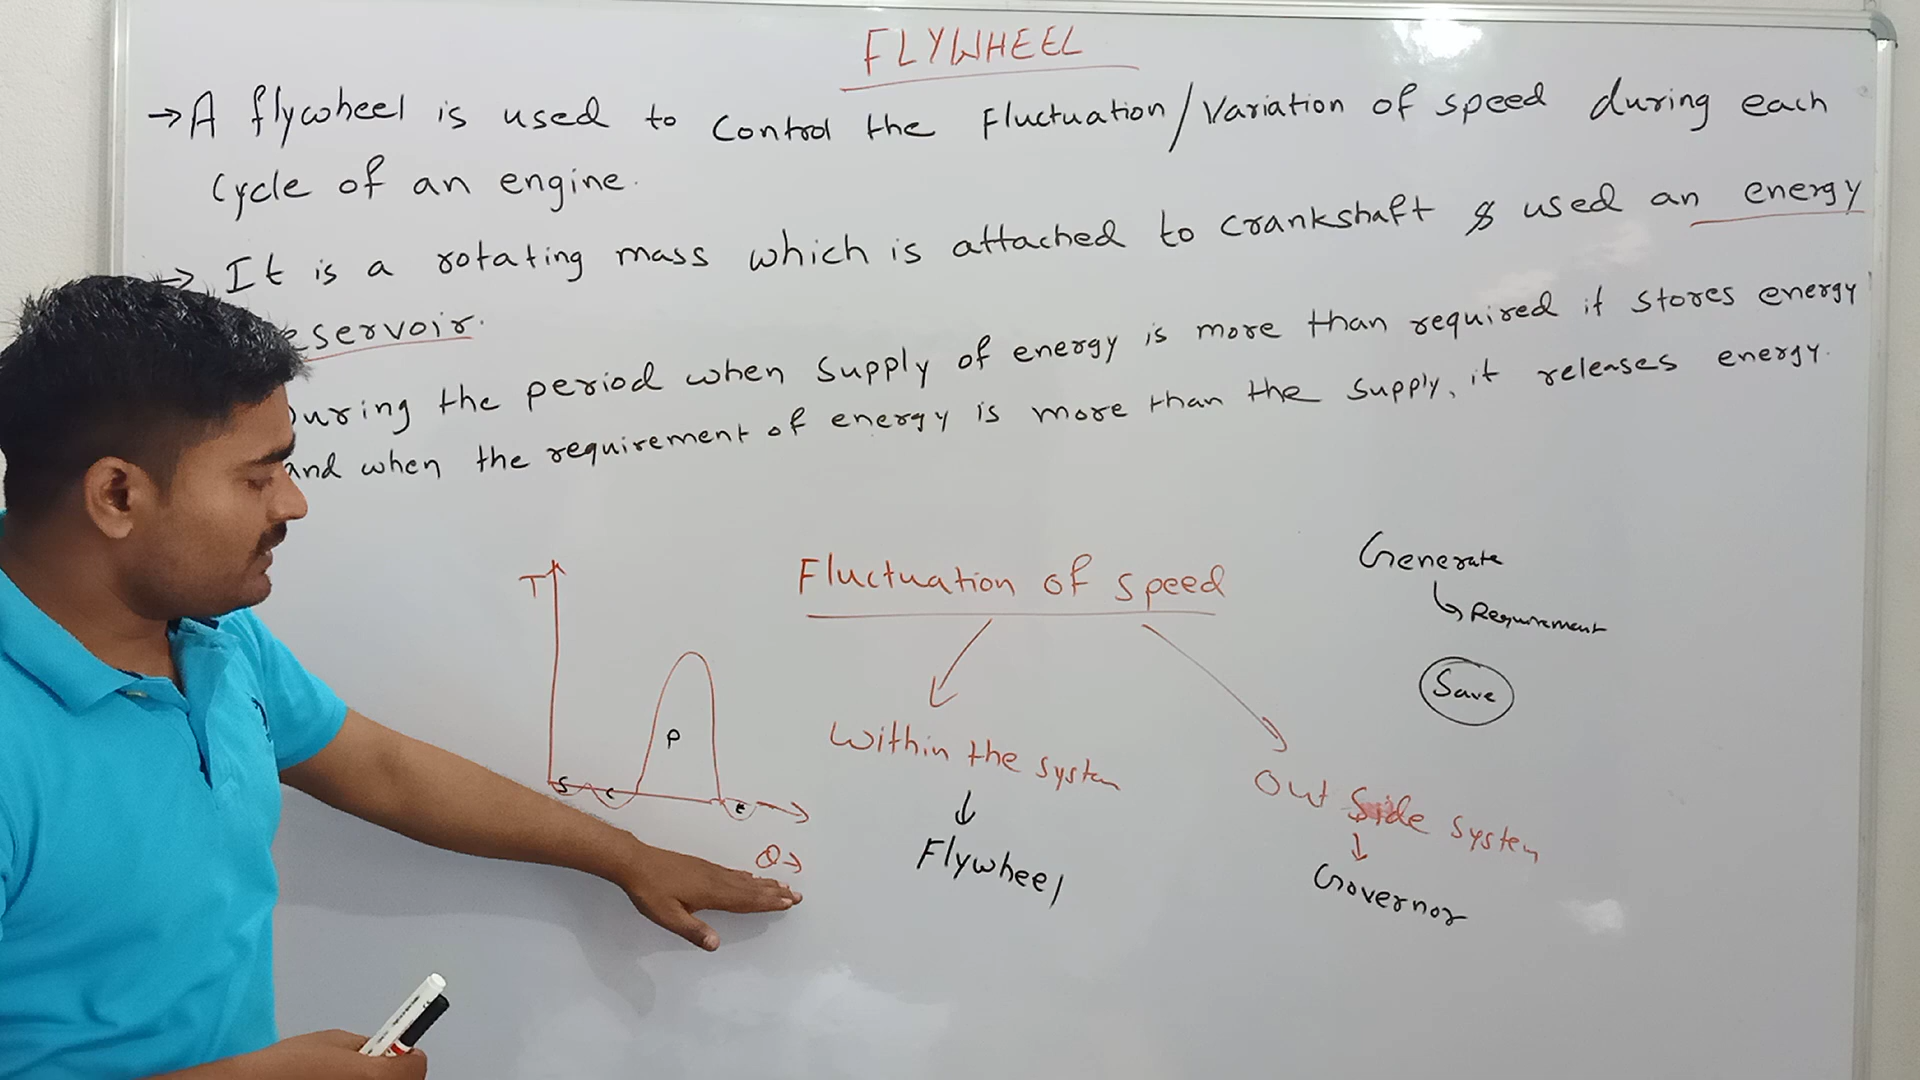 FLYWHEEL
→ A flywheel is used to control the Fluctuation/Variation of speed during each
cycle of an engine.
→ It is a rotating mass which is attached to crankshaft & used an energy
eservoir.
During the period when supply of energy is more than required it stores energy
and when the requirement of energy is more than the supply, it releases energy.
T
P
S
c
E
θ→
Fluctuation of speed
Within the system
↓
Flywheel
Out Side System
↓
Governor
Generate
Requirement
Save